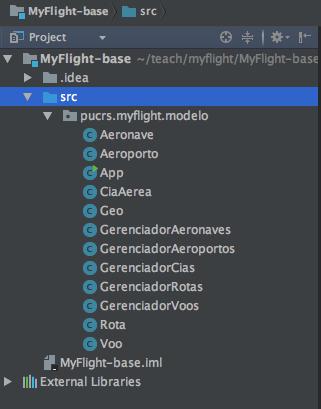 MyFlight-base src
Project
MyFlight-base ~/teach/myflight/MyFlight-base
.idea
src
pucrs.myflight.modelo
C Aeronave
C Aeroporto
C App
C CiaAerea
C Geo
C GerenciadorAeronaves
C GerenciadorAeroportos
C GerenciadorCias
C GerenciadorRotas
C GerenciadorVoos
C Rota
C Voo
MyFlight-base.iml
External Libraries